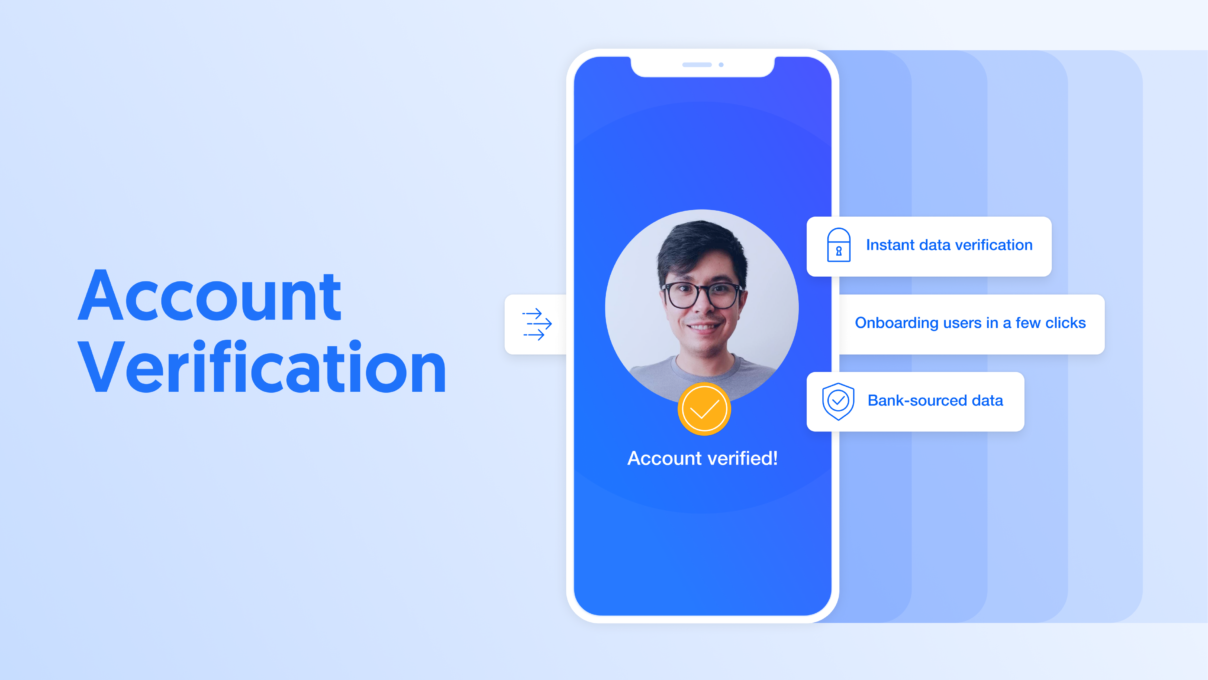 Account
Verification
Instant data verification
Onboarding users in a few clicks
Bank-sourced data
Account verified!